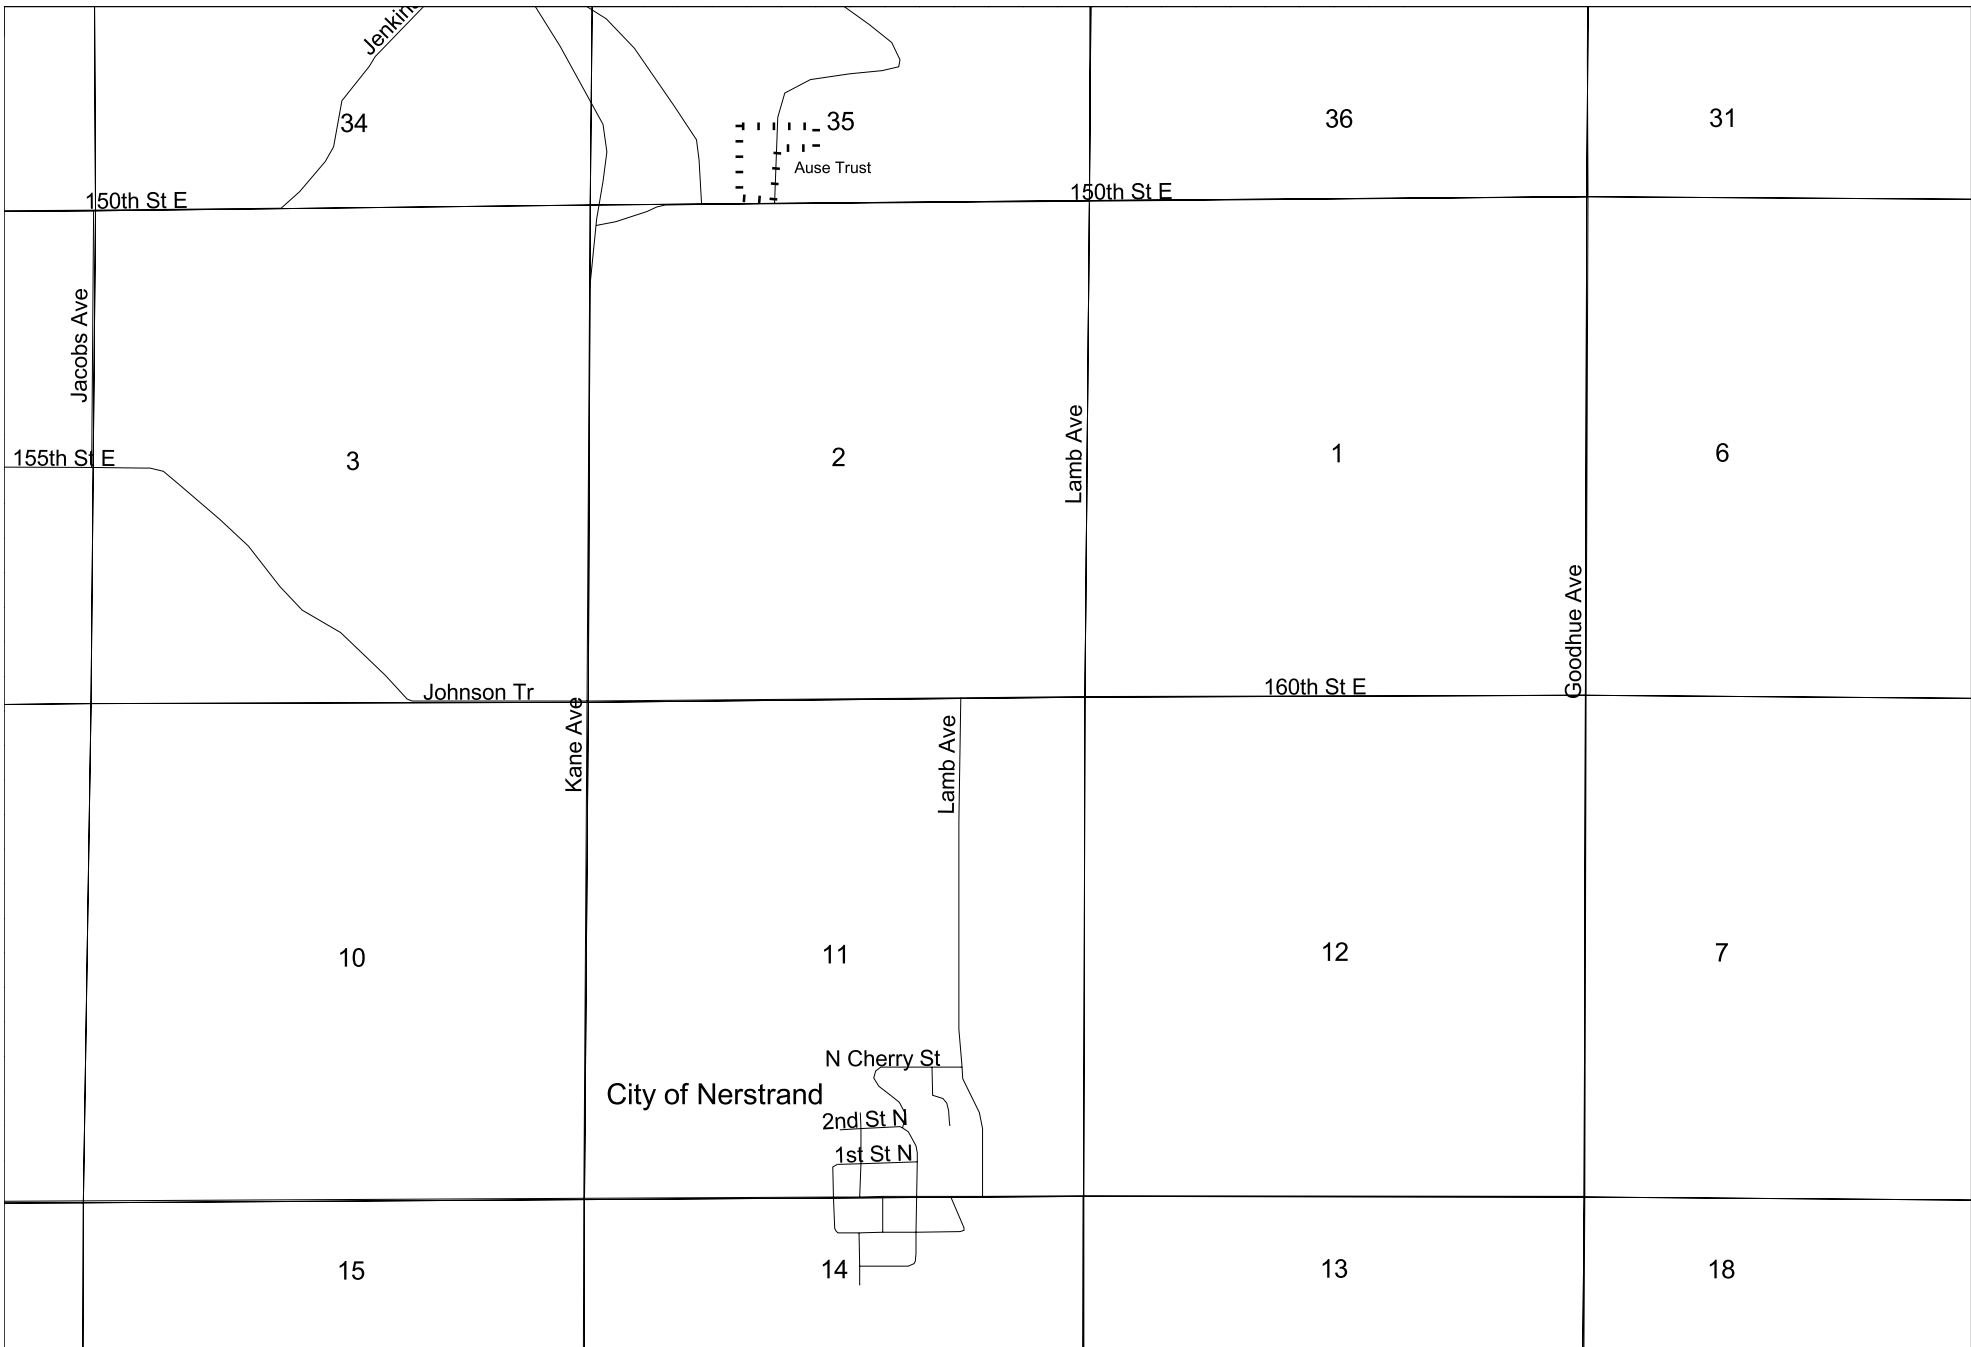 Jenkins
34
35
36
31
Ause Trust
150th St E
150th St E
Jacobs Ave
Lamb Ave
155th St E
3
2
1
6
Goodhue Ave
Johnson Tr
160th St E
Kane Ave
Lamb Ave
10
11
12
7
N Cherry St
City of Nerstrand
2nd St N
1st St N
15
14
13
18